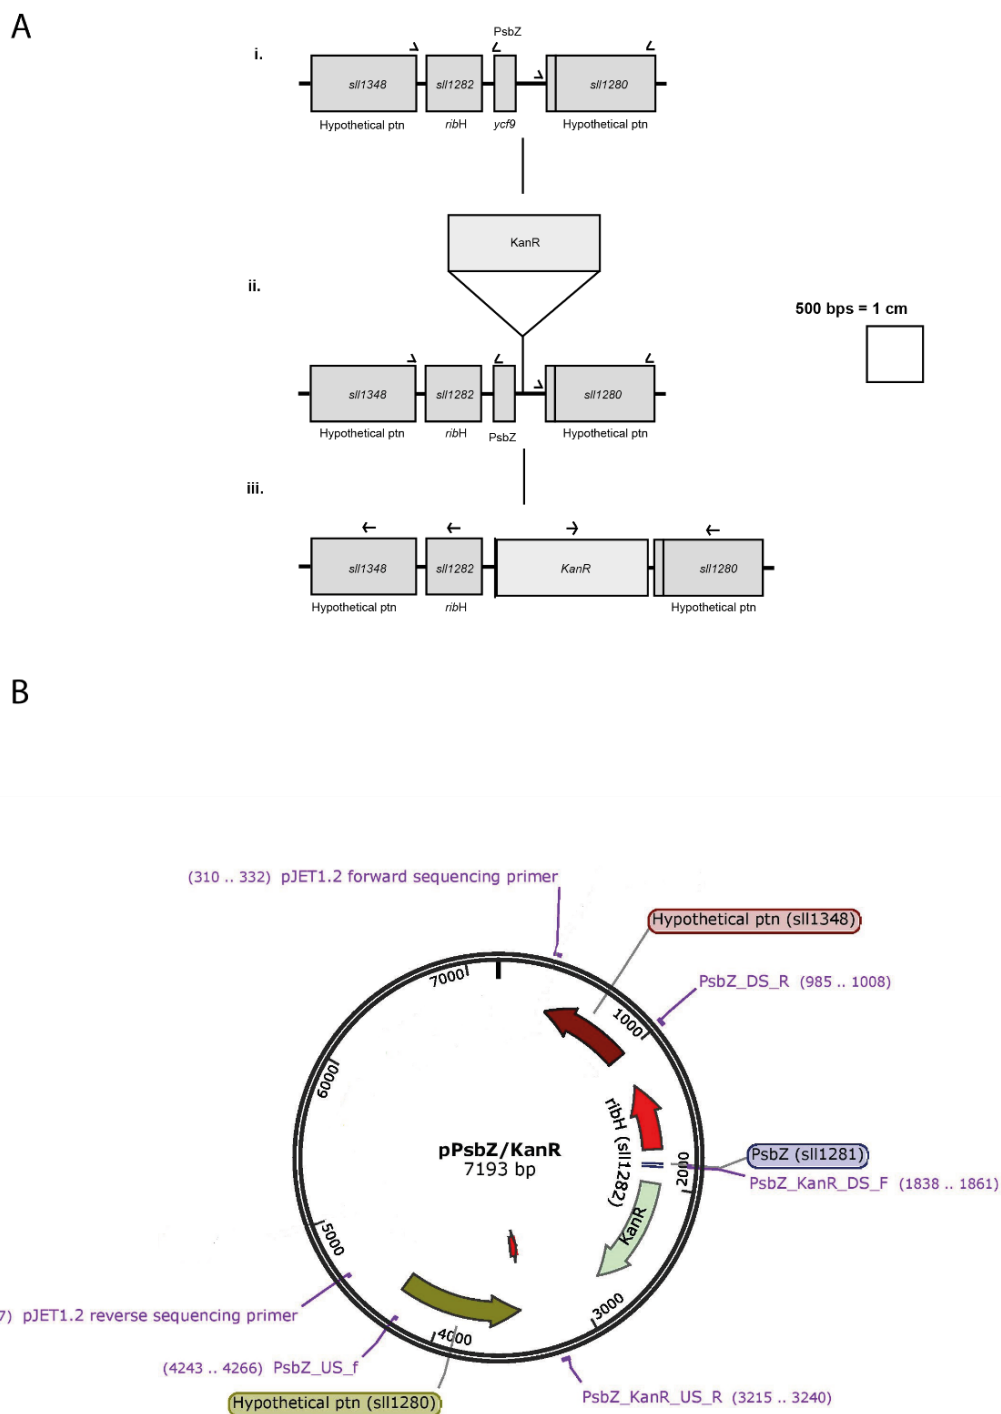 A
PsbZ
i.
sll1348
sll1282
sll1280
Hypothetical ptn
ribH
ycf9
Hypothetical ptn
KanR
ii.
500 bps = 1 cm
sll1348
sll1282
sll1280
Hypothetical ptn
ribH
PsbZ
Hypothetical ptn
iii.
sll1348
sll1282
KanR
sll1280
Hypothetical ptn
ribH
Hypothetical ptn
B
(310 .. 332) pJET1.2 forward sequencing primer
Hypothetical ptn (sll1348)
PsbZ_DS_R (985 .. 1008)
7000
1000
6000
ribH (sll1282)
pPsbZ/KanR
7193 bp
PsbZ (sll1281)
2000
PsbZ_KanR_DS_F (1838 .. 1861)
KanR
5000
3000
7) pJET1.2 reverse sequencing primer
4000
(4243 .. 4266) PsbZ_US_f
PsbZ_KanR_US_R (3215 .. 3240)
Hypothetical ptn (sll1280)